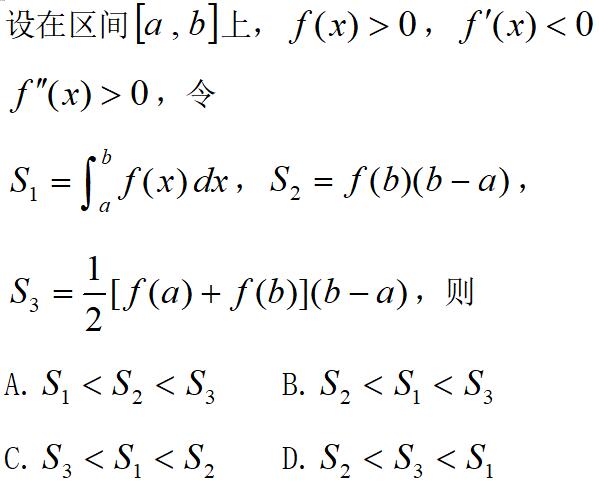 设在区间[a , b]上，f(x) > 0，f′(x) < 0
f″(x) > 0，令
S₁ = ∫ₐᵇ f(x) dx，S₂ = f(b)(b − a)，
S₃ = 1/2 [f(a) + f(b)](b − a)，则
A. S₁ < S₂ < S₃ B. S₂ < S₁ < S₃
C. S₃ < S₁ < S₂ D. S₂ < S₃ < S₁